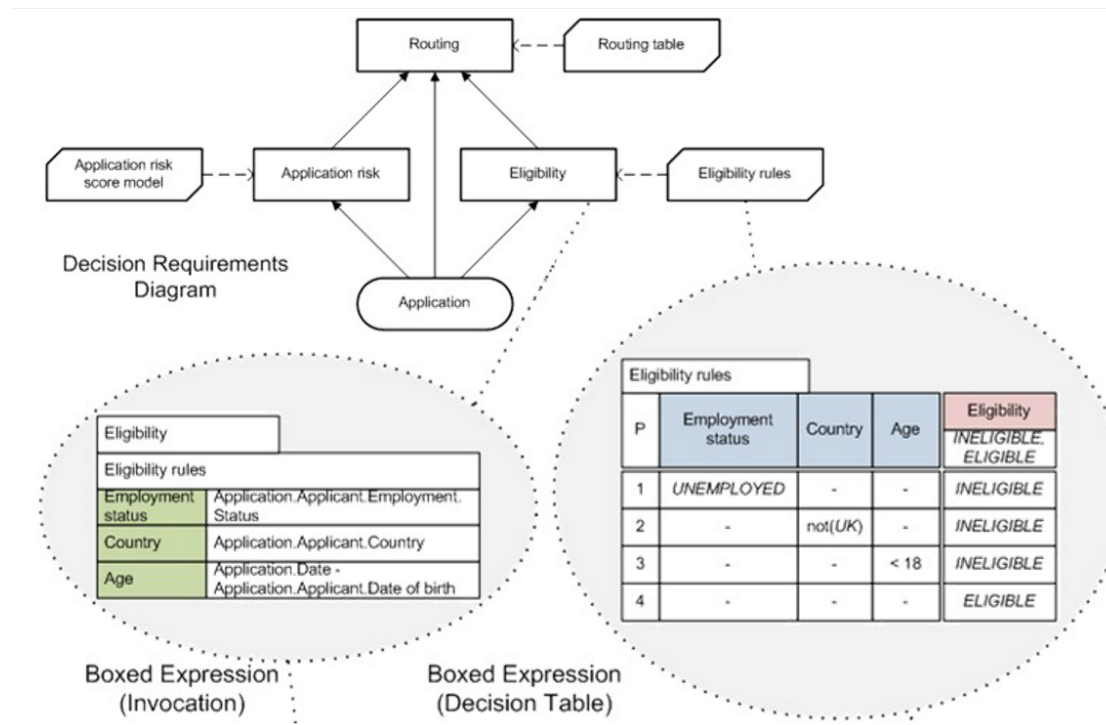 Routing
Routing table
Application risk
score model
Application risk
Eligibility
Eligibility rules
Decision Requirements
Diagram
Application
Eligibility
Eligibility rules
Employment
status
Application.Applicant.Employment.
Status
Country
Application.Applicant.Country
Age
Application.Date -
Application.Applicant.Date of birth
Boxed Expression
(Invocation)
Eligibility rules
P
Employment
status
Country
Age
Eligibility
INELIGIBLE,
ELIGIBLE
1 UNEMPLOYED - - INELIGIBLE
2 - not(UK) - INELIGIBLE
3 - - < 18 INELIGIBLE
4 - - - ELIGIBLE
Boxed Expression
(Decision Table)